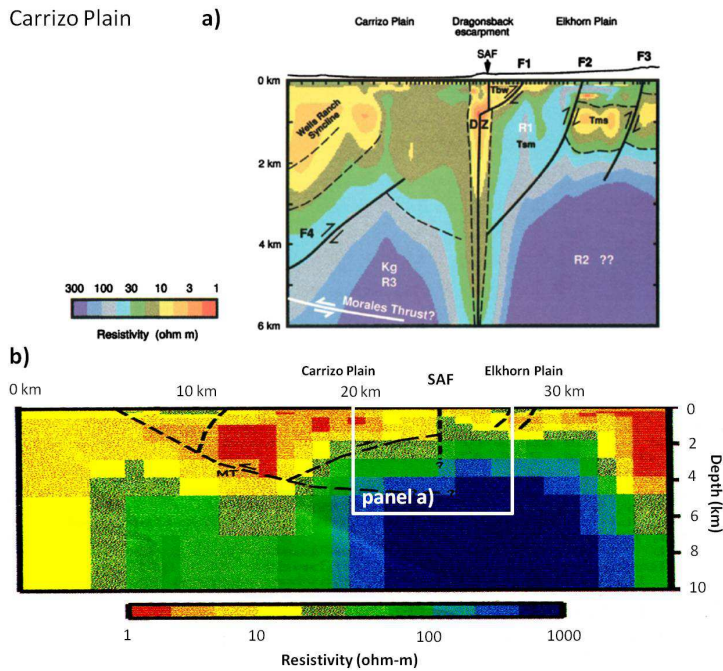 Carrizo Plain
a)
Carrizo Plain
Dragonsback
escarpment
Elkhorn Plain
SAF
F1
F2
F3
0 km
2 km
4 km
6 km
Wells Ranch
Syncline
Tbw
D Z
R1
Tsm
Tms
F4
Kg
R3
R2 ??
Morales Thrust?
300 100 30 10 3 1
Resistivity (ohm m)
b)
Carrizo Plain
SAF
Elkhorn Plain
0 km
10 km
20 km
30 km
0
2
4
6
8
10
Depth (km)
MT
?
?
panel a)
1 10 100 1000
Resistivity (ohm-m)